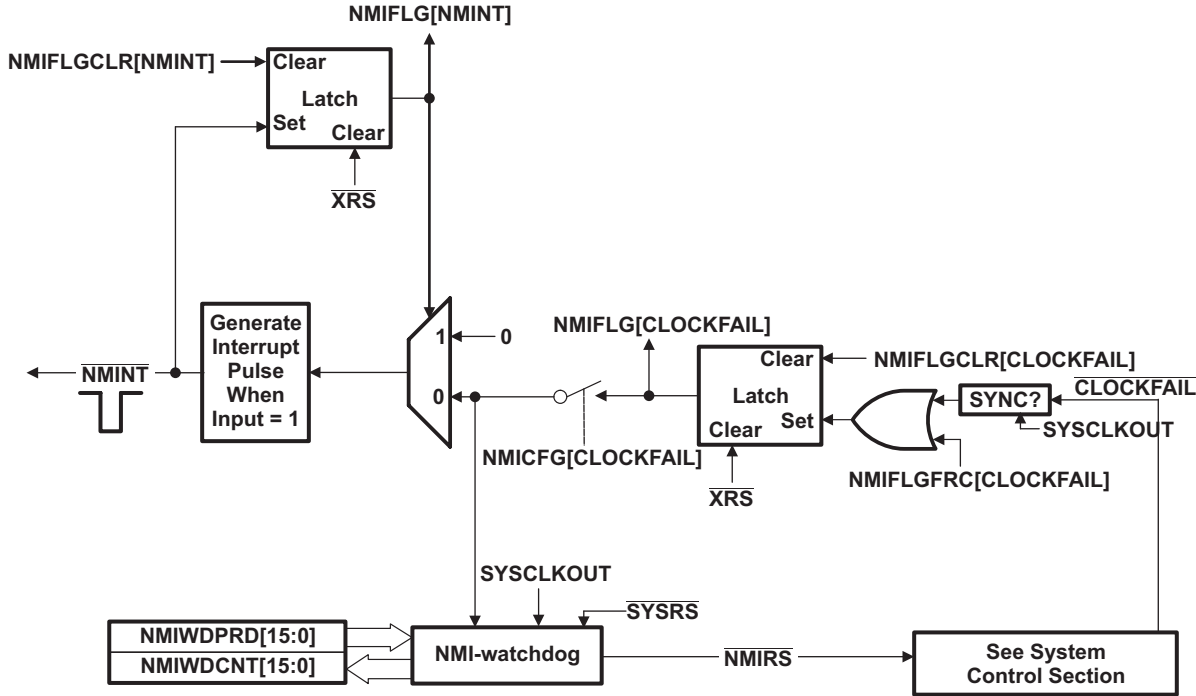 NMIFLG[NMINT]
NMIFLGCLR[NMINT]
Clear
Latch
Set
Clear
XRS
Generate
Interrupt
Pulse
When
Input = 1
NMINT
1
0
0
NMIFLG[CLOCKFAIL]
NMICFG[CLOCKFAIL]
Clear
Latch
Set
Clear
XRS
NMIFLGCLR[CLOCKFAIL]
CLOCKFAIL
SYNC?
SYSCLKOUT
NMIFLGFRC[CLOCKFAIL]
SYSCLKOUT
SYSRS
NMIWDPRD[15:0]
NMIWDCNT[15:0]
NMI-watchdog
NMIRS
See System
Control Section